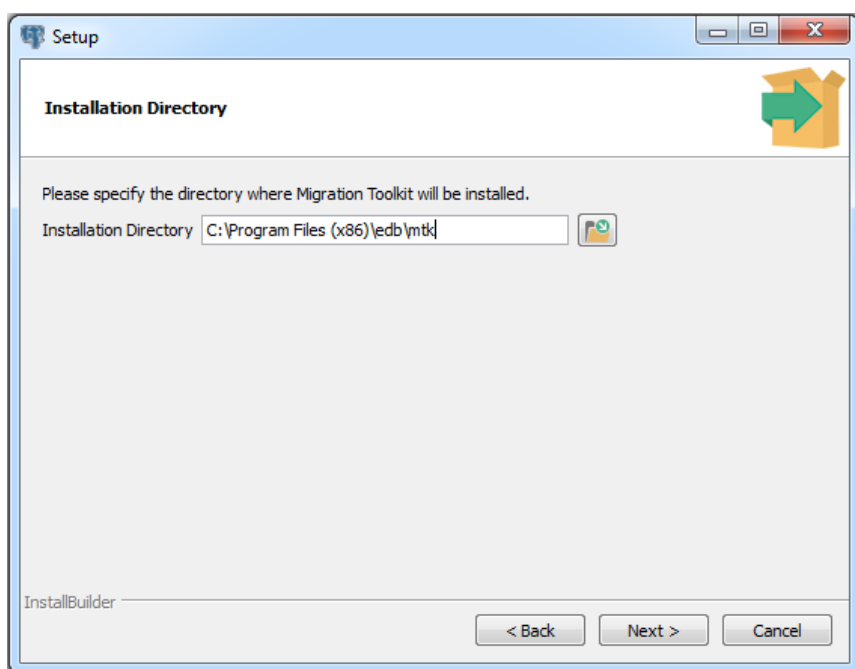 Setup
Installation Directory
Please specify the directory where Migration Toolkit will be installed.
Installation Directory C:\Program Files (x86)\edb\mtk
InstallBuilder
< Back Next > Cancel